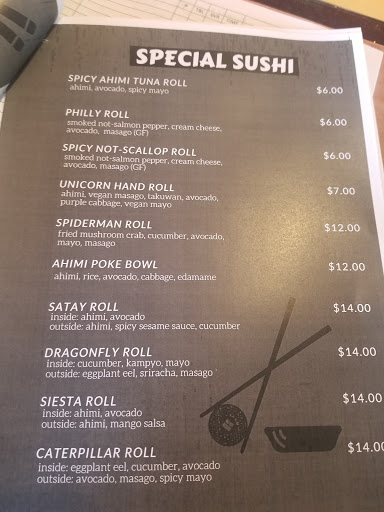 SPECIAL SUSHI
SPICY AHIMI TUNA ROLL $6.00
ahimi, avocado, spicy mayo
PHILLY ROLL $6.00
smoked not-salmon pepper, cream cheese,
avocado, masago (GF)
SPICY NOT-SCALLOP ROLL $6.00
smoked not-salmon pepper, cream cheese,
avocado, masago (GF)
UNICORN HAND ROLL $7.00
ahimi, vegan masago, takuwan, avocado,
purple cabbage, vegan mayo
SPIDERMAN ROLL $12.00
fried mushroom crab, cucumber, avocado,
mayo, masago
AHIMI POKE BOWL $12.00
ahimi, rice, avocado, cabbage, edamame
SATAY ROLL $14.00
inside: ahimi, avocado
outside: ahimi, spicy sesame sauce, cucumber
DRAGONFLY ROLL $14.00
inside: cucumber, kampyo, mayo
outside: eggplant eel, sriracha, masago
SIESTA ROLL $14.00
inside: ahimi, avocado
outside: ahimi, mango salsa
CATERPILLAR ROLL $14.00
inside: eggplant eel, cucumber, avocado
outside: avocado, masago, spicy mayo